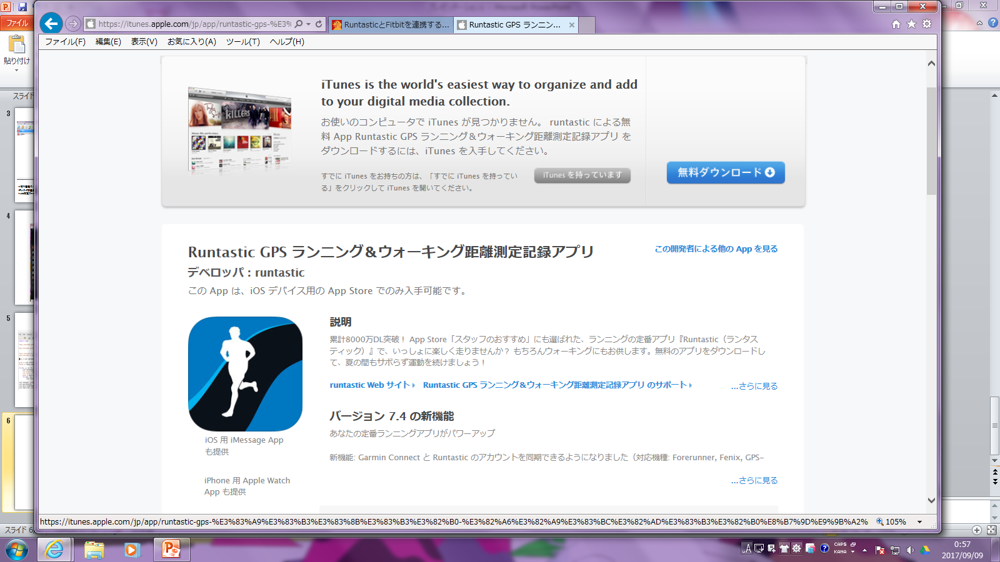 https://itunes.apple.com/jp/app/runtastic-gps-%E3%
RuntasticとFitbitを連携する...
Runtastic GPS ランニン...
ファイル
ファイル(F) 編集(E) 表示(V) お気に入り(A) ツール(T) ヘルプ(H)
貼り付け
スライド
3
4
5
6
iTunes is the world's easiest way to organize and add
to your digital media collection.
お使いのコンピュータで iTunes が見つかりません。 runtastic による無
料 App Runtastic GPS ランニング＆ウォーキング距離測定記録アプリ を
ダウンロードするには、iTunes を入手してください。
すでに iTunes をお持ちの方は、「すでに iTunes を持ってい
る」をクリックして iTunes を開いてください。
iTunes を持っています
無料ダウンロード
KILLERS
Runtastic GPS ランニング＆ウォーキング距離測定記録アプリ
この開発者による他の App を見る
デベロッパ : runtastic
この App は、iOS デバイス用の App Store でのみ入手可能です。
説明
累計8000万DL突破！ App Store「スタッフのおすすめ」にも選ばれた、ランニングの定番アプリ『Runtastic（ランタス
ティック）』で、いっしょに楽しく走りませんか？ もちろんウォーキングにもお供します。無料のアプリをダウンロードし
て、夏の間もサボらず運動を続けましょう！
runtastic Web サイト
Runtastic GPS ランニング＆ウォーキング距離測定記録アプリ のサポート
...さらに見る
バージョン 7.4 の新機能
あなたの定番ランニングアプリがパワーアップ
新機能: Garmin Connect と Runtastic のアカウントを同期できるようになりました（対応機種: Forerunner, Fenix, GPS-
...さらに見る
iOS 用 iMessage App
も提供
iPhone 用 Apple Watch
App も提供
https://itunes.apple.com/jp/app/runtastic-gps-%E3%83%A9%E3%83%B3%E3%83%8B%E3%83%B3%E3%82%B0-%E3%82%A6%E3%82%A9%E3%83%BC%E3%82%AD%E3%83%B3%E3%82%B0%E8%B7%9D%E9%9B%A2%
105%
スライド 6
A
CAPS
KANA
0:57
2017/09/09